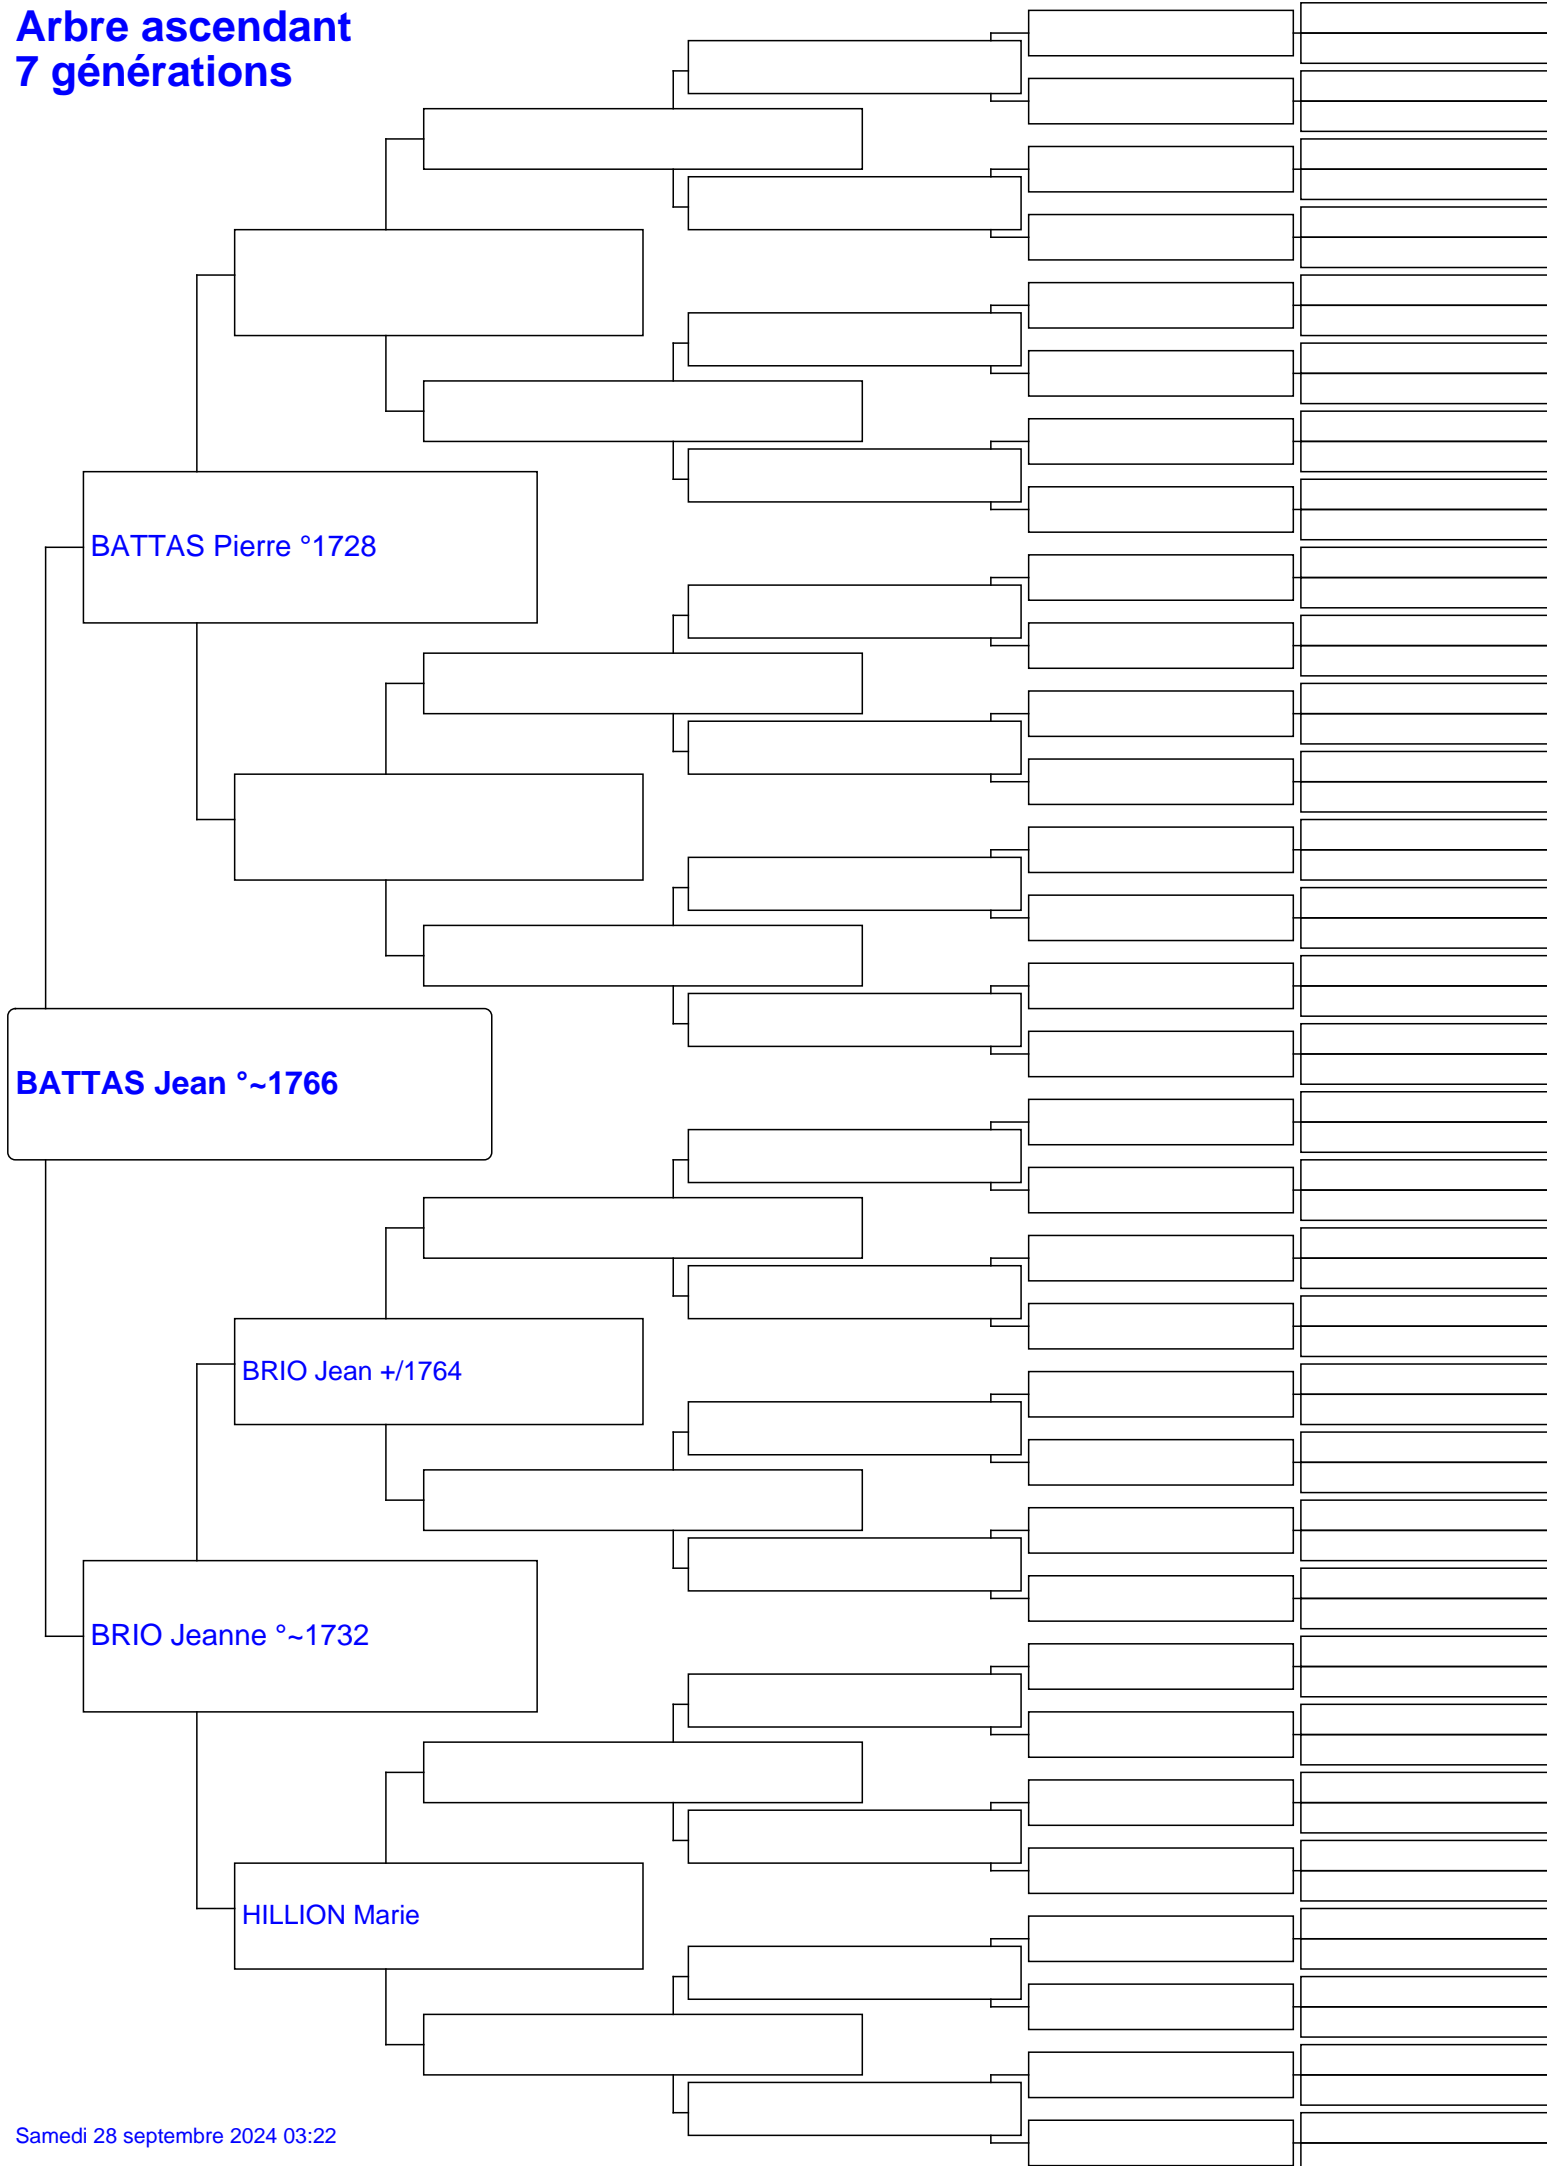 Arbre ascendant
7 générations
BATTAS Pierre °1728
BATTAS Jean °~1766
BRIO Jean +/1764
BRIO Jeanne °~1732
HILLION Marie
Samedi 28 septembre 2024 03:22